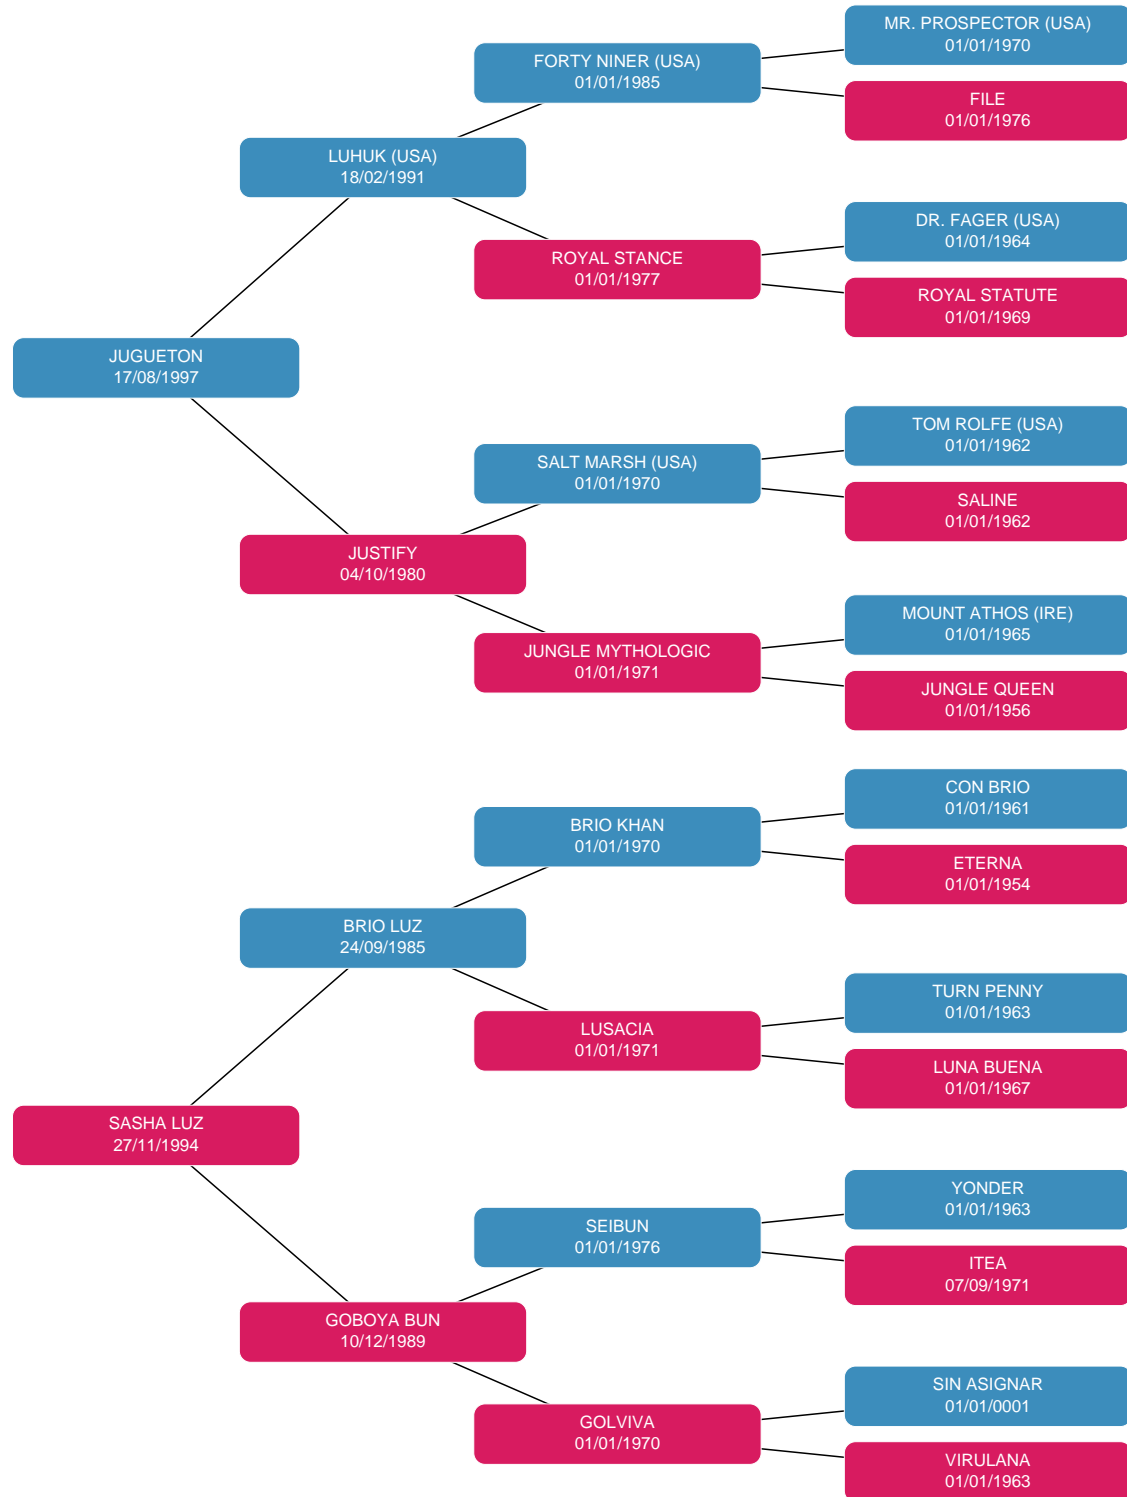 MR. PROSPECTOR (USA)
01/01/1970
FORTY NINER (USA)
01/01/1985
FILE
01/01/1976
LUHUK (USA)
18/02/1991
DR. FAGER (USA)
01/01/1964
ROYAL STANCE
01/01/1977
ROYAL STATUTE
01/01/1969
JUGUETON
17/08/1997
TOM ROLFE (USA)
01/01/1962
SALT MARSH (USA)
01/01/1970
SALINE
01/01/1962
JUSTIFY
04/10/1980
MOUNT ATHOS (IRE)
01/01/1965
JUNGLE MYTHOLOGIC
01/01/1971
JUNGLE QUEEN
01/01/1956
CON BRIO
01/01/1961
BRIO KHAN
01/01/1970
ETERNA
01/01/1954
BRIO LUZ
24/09/1985
TURN PENNY
01/01/1963
LUSACIA
01/01/1971
LUNA BUENA
01/01/1967
SASHA LUZ
27/11/1994
YONDER
01/01/1963
SEIBUN
01/01/1976
ITEA
07/09/1971
GOBOYA BUN
10/12/1989
SIN ASIGNAR
01/01/0001
GOLVIVA
01/01/1970
VIRULANA
01/01/1963